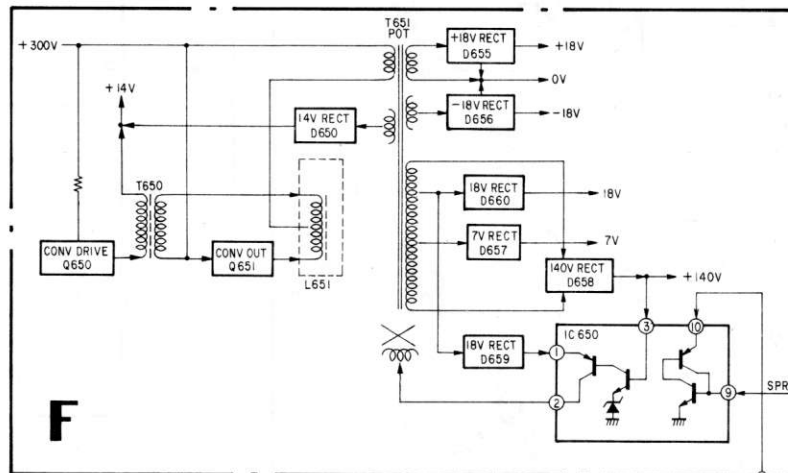 T651
POT
+300V
+18V RECT
D655
+18V
0V
+14V
14V RECT
D650
-18V RECT
D656
-18V
T650
18V RECT
D660
18V
7V RECT
D657
7V
CONV DRIVE
Q650
CONV OUT
Q651
L651
140V RECT
D658
+140V
18V RECT
D659
IC 650
3
10
1
2
9
SPR
F